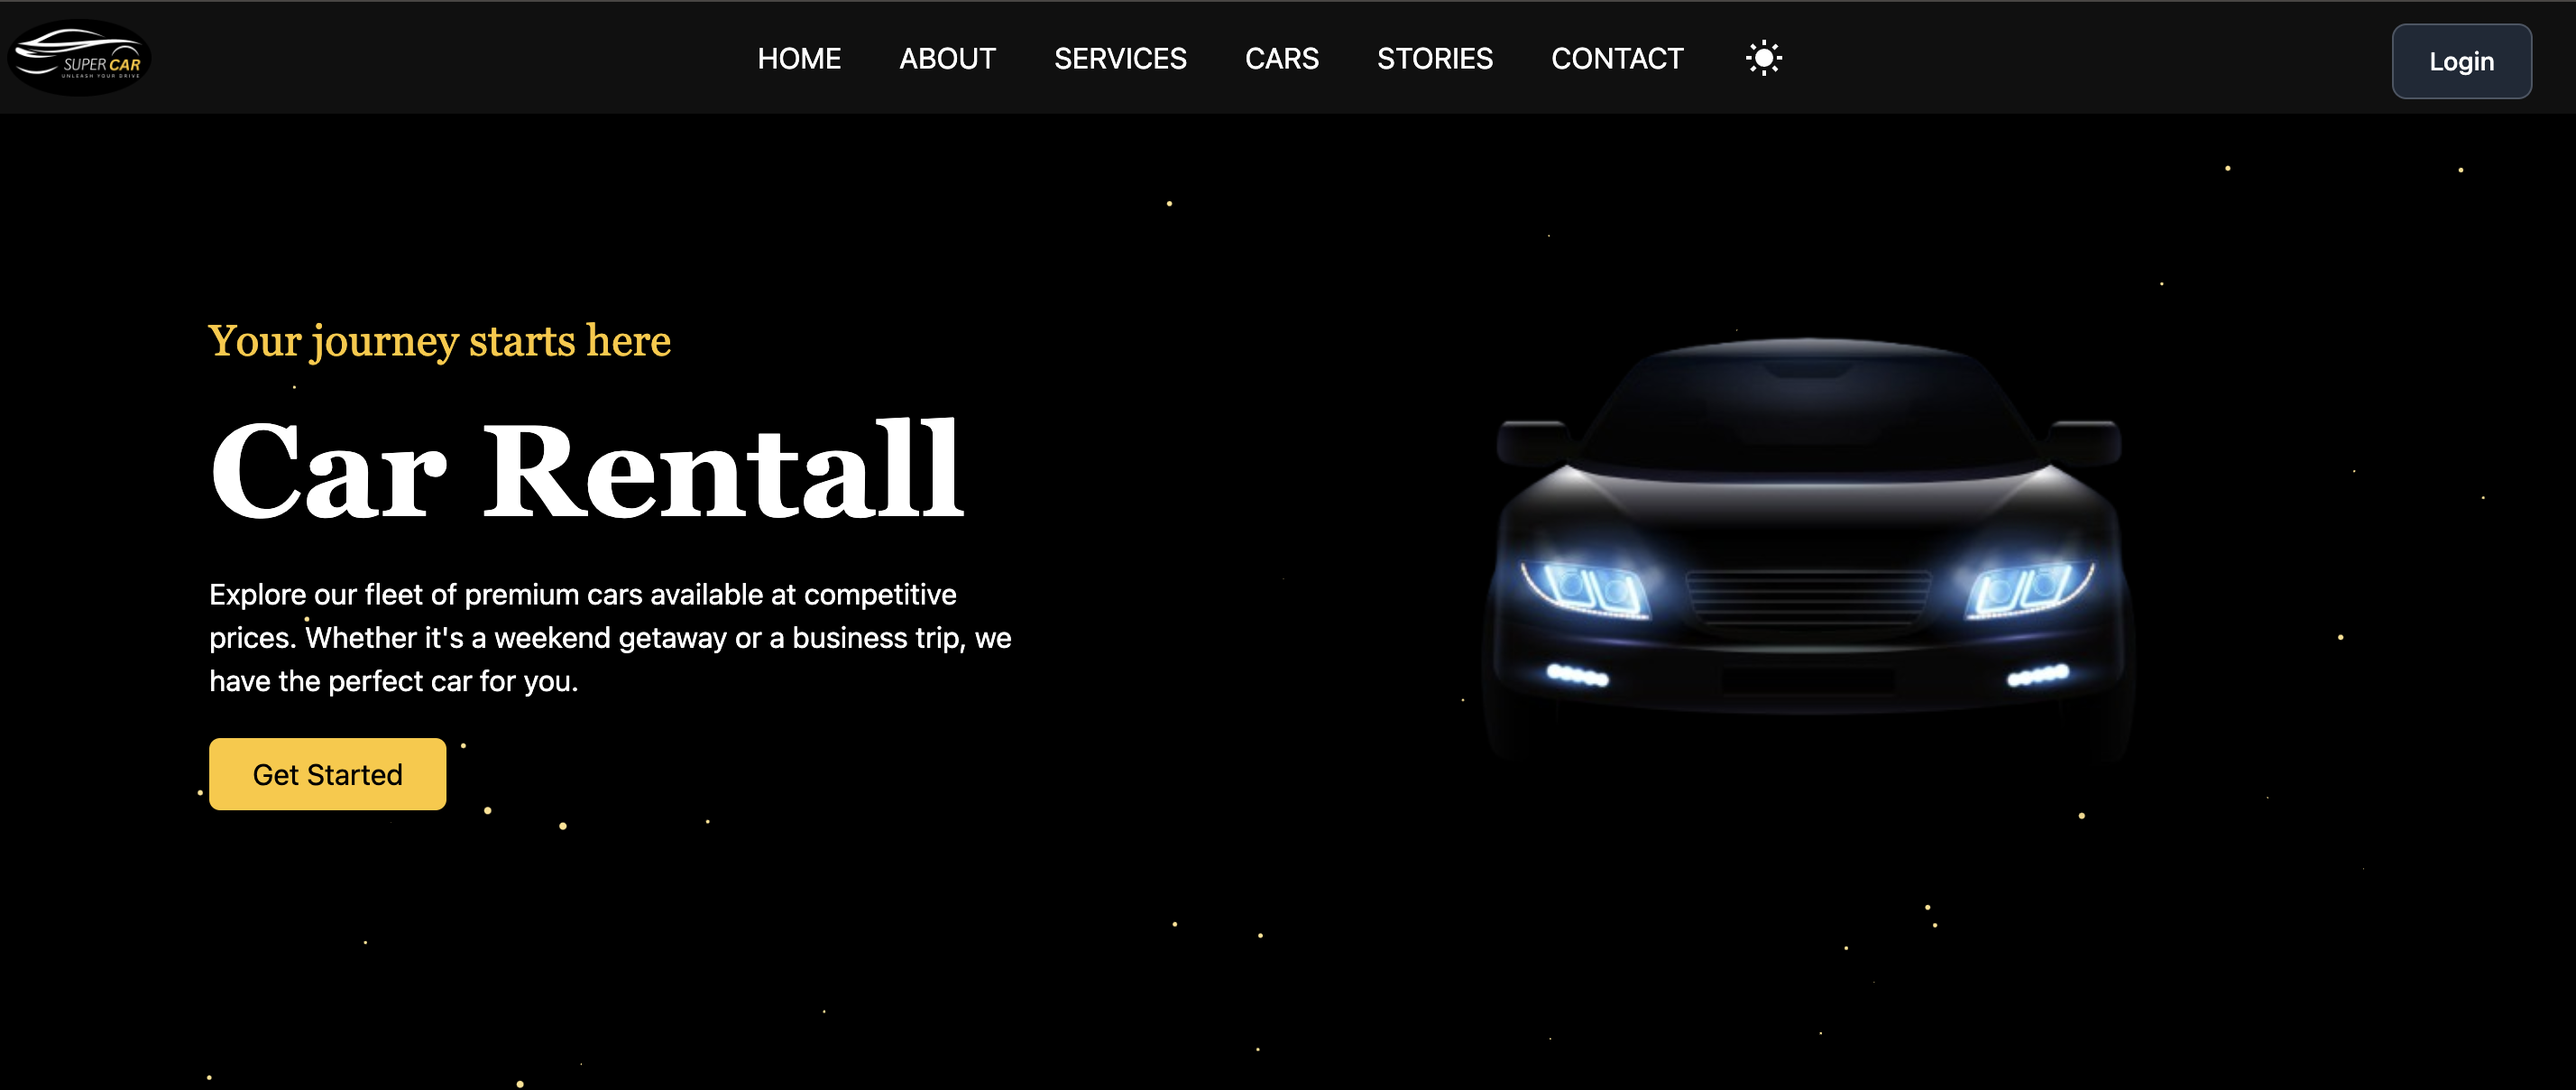 SUPER CAR
UNLEASH YOUR DRIVE
HOME ABOUT SERVICES CARS STORIES CONTACT
Login
Your journey starts here
Car Rentall
Explore our fleet of premium cars available at competitive
prices. Whether it's a weekend getaway or a business trip, we
have the perfect car for you.
Get Started